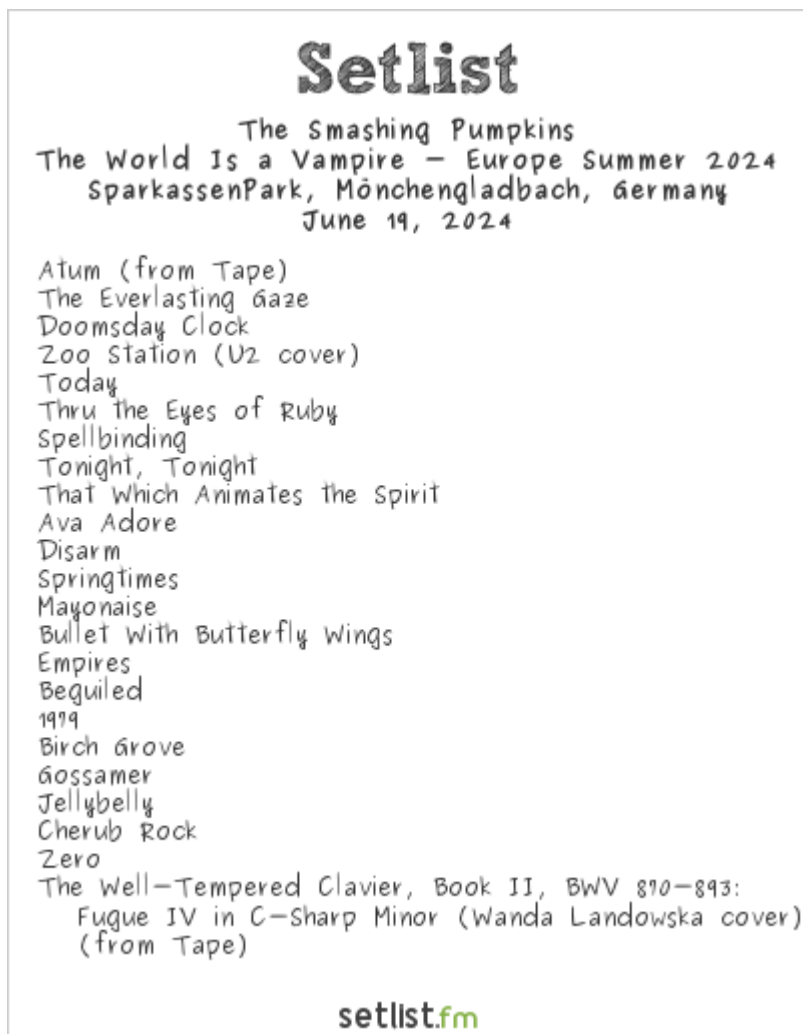 Setlist
The Smashing Pumpkins
The World Is a Vampire – Europe Summer 2024
SparkassenPark, Mönchengladbach, Germany
June 19, 2024
Atum (from Tape)
The Everlasting Gaze
Doomsday Clock
Zoo Station (U2 cover)
Today
Thru the Eyes of Ruby
Spellbinding
Tonight, Tonight
That Which Animates the Spirit
Ava Adore
Disarm
Springtimes
Mayonaise
Bullet With Butterfly Wings
Empires
Beguiled
1979
Birch Grove
Gossamer
Jellybelly
Cherub Rock
Zero
The Well-Tempered Clavier, Book II, BWV 870-893:
Fugue IV in C-Sharp Minor (Wanda Landowska cover)
(from Tape)
setlist.fm